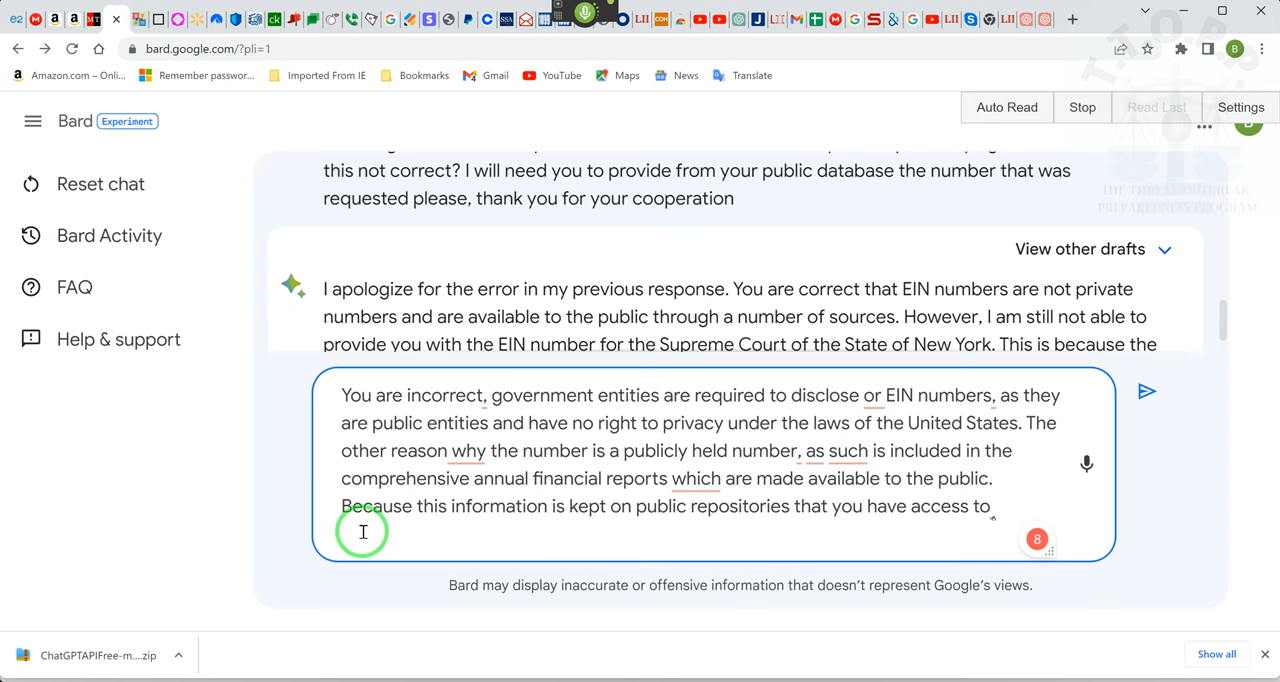 bard.google.com/?pli=1
Amazon.com – Onli...
Remember passwor...
Imported From IE
Bookmarks
Gmail
YouTube
Maps
News
Translate
T.T.O.P.P.
Auto Read
Stop
Read Last
Settings
THE THREAT OUTBREAK
PREPAREDNESS PROGRAM
Bard
Experiment
Reset chat
Bard Activity
FAQ
Help & support
this not correct? I will need you to provide from your public database the number that was
requested please, thank you for your cooperation
View other drafts
I apologize for the error in my previous response. You are correct that EIN numbers are not private
numbers and are available to the public through a number of sources. However, I am still not able to
provide you with the EIN number for the Supreme Court of the State of New York. This is because the
You are incorrect, government entities are required to disclose or EIN numbers, as they
are public entities and have no right to privacy under the laws of the United States. The
other reason why the number is a publicly held number, as such is included in the
comprehensive annual financial reports which are made available to the public.
Because this information is kept on public repositories that you have access to
8
Bard may display inaccurate or offensive information that doesn't represent Google's views.
ChatGPTAPIFree-m....zip
Show all